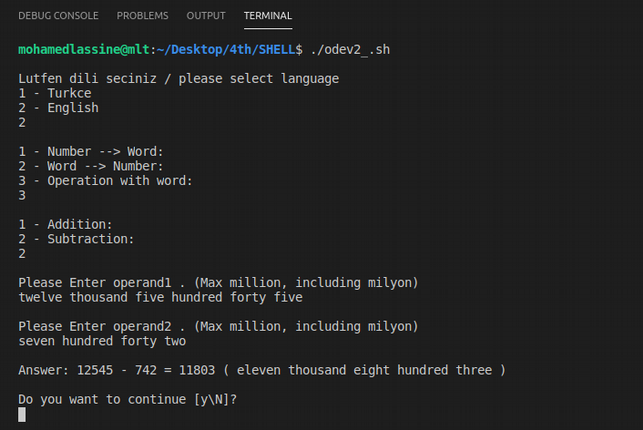 DEBUG CONSOLE PROBLEMS OUTPUT TERMINAL
mohamedlassine@mlt:~/Desktop/4th/SHELL$ ./odev2_.sh
Lutfen dili seciniz / please select language
1 - Turkce
2 - English
2
1 - Number --> Word:
2 - Word --> Number:
3 - Operation with word:
3
1 - Addition:
2 - Subtraction:
2
Please Enter operand1 . (Max million, including milyon)
twelve thousand five hundred forty five
Please Enter operand2 . (Max million, including milyon)
seven hundred forty two
Answer: 12545 - 742 = 11803 ( eleven thousand eight hundred three )
Do you want to continue [y\N]?